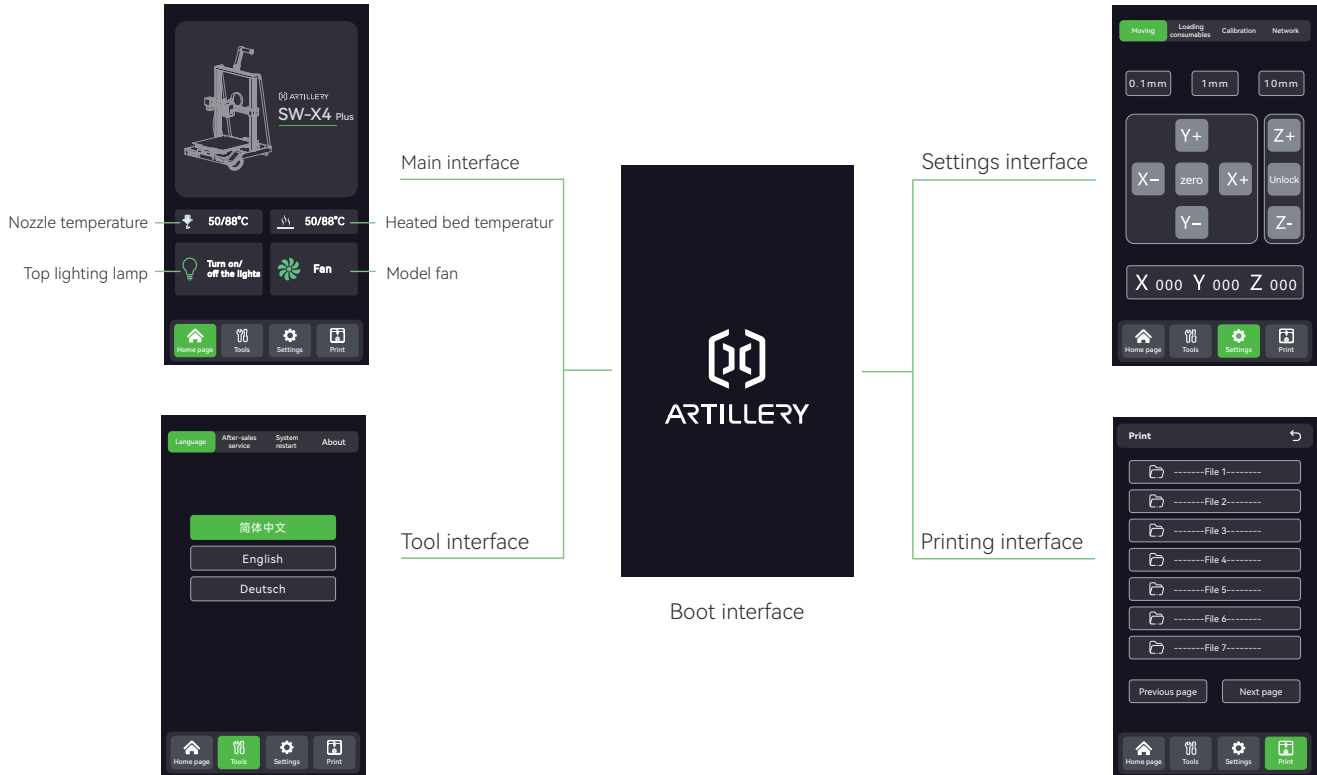 ARTILLERY
SW-X4 Plus
Main interface
Nozzle temperature
50/88℃
50/88℃
Heated bed temperatur
Top lighting lamp
Turn on/
off the lights
Fan
Model fan
Home page
Tools
Settings
Print
Language
After-sales
service
System
restart
About
简体中文
English
Deutsch
Tool interface
Home page
Tools
Settings
Print
ARTILLERY
Boot interface
Settings interface
Moving
Loading
consumables
Calibration
Network
0.1mm
1mm
10mm
Y+
Z+
X-
zero
X+
Unlock
Y-
Z-
X 000 Y 000 Z 000
Home page
Tools
Settings
Print
Printing interface
Print
-------File 1--------
-------File 2--------
-------File 3--------
-------File 4--------
-------File 5--------
-------File 6--------
-------File 7--------
Previous page
Next page
Home page
Tools
Settings
Print